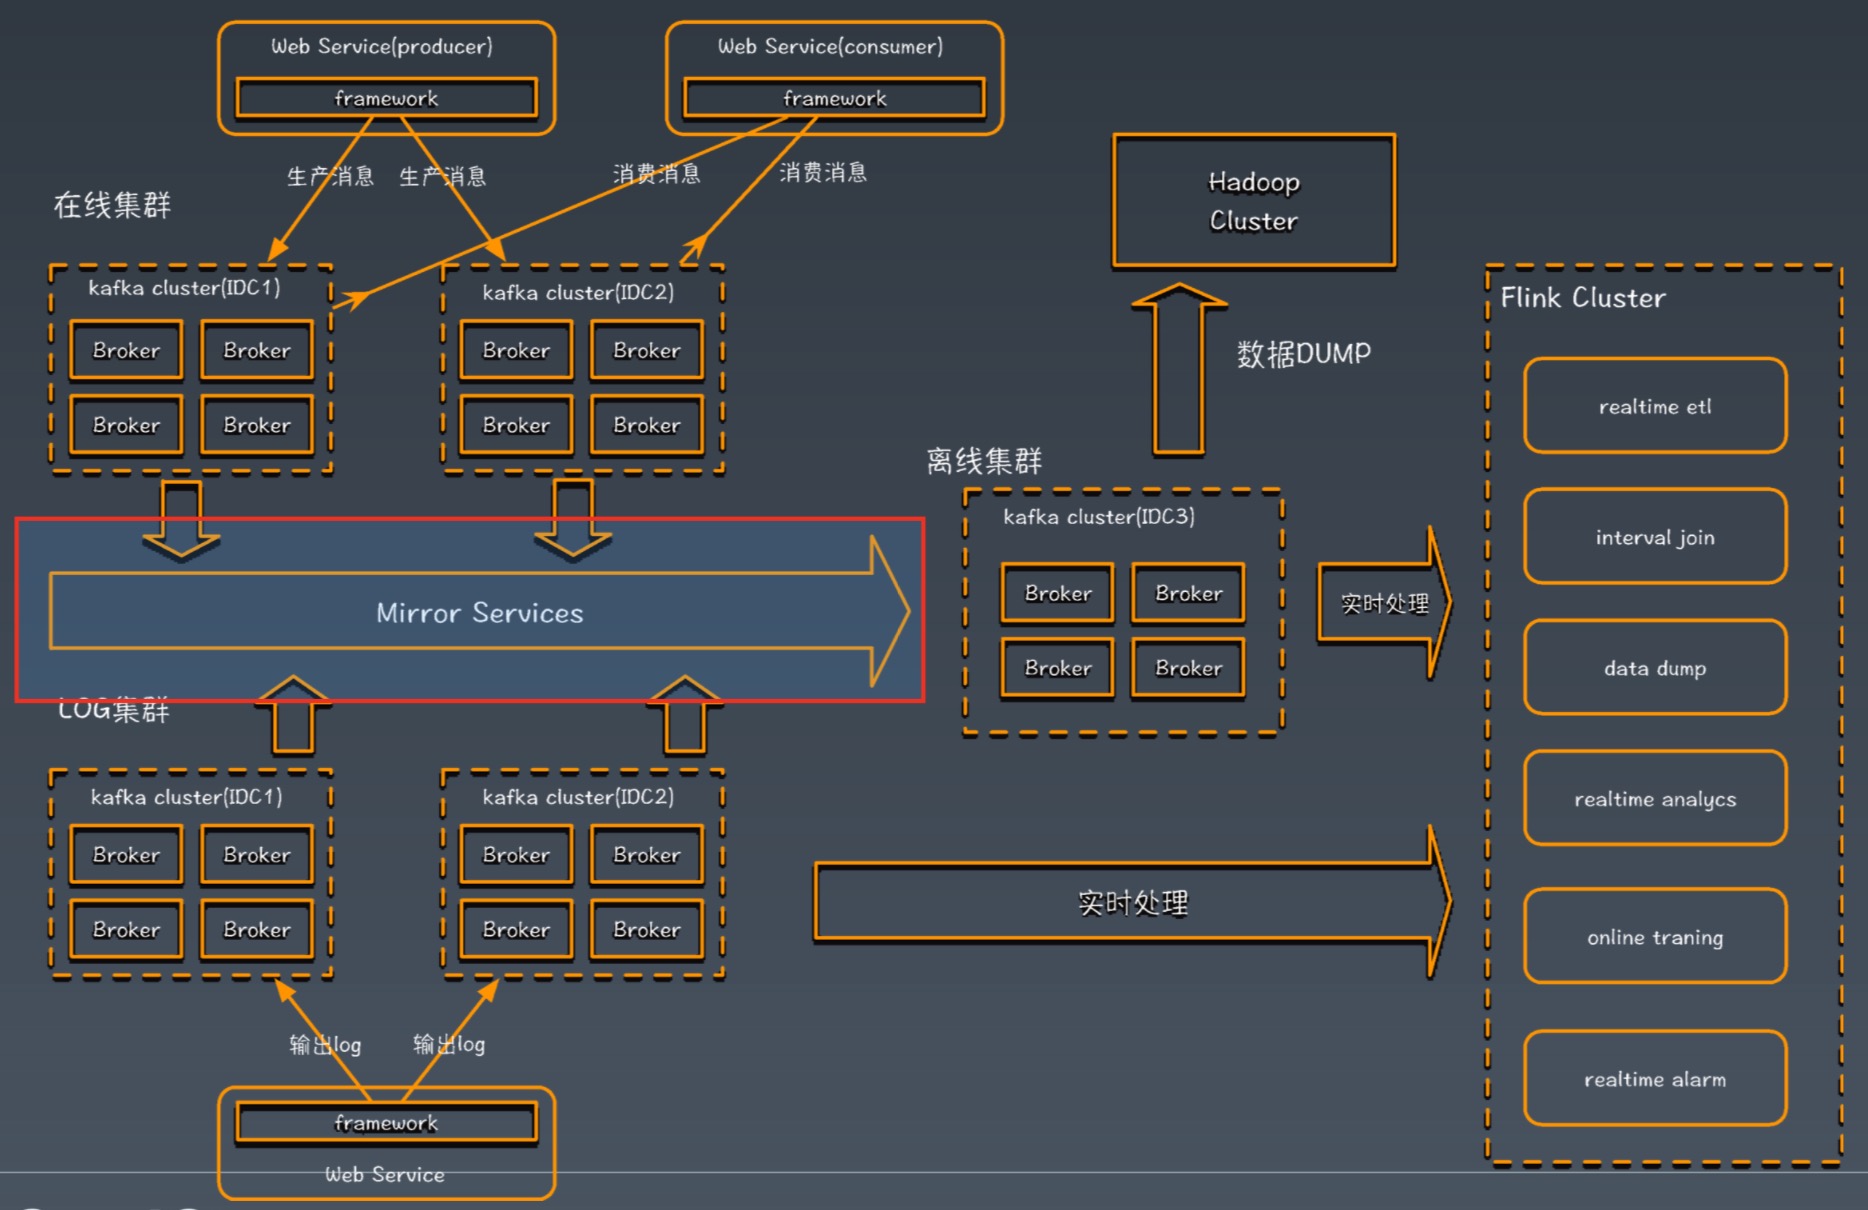 Web Service(producer)
framework
Web Service(consumer)
framework
生产消息
生产消息
消费消息
消费消息
在线集群
kafka cluster(IDC1)
Broker
Broker
Broker
Broker
kafka cluster(IDC2)
Broker
Broker
Broker
Broker
Hadoop
Cluster
数据DUMP
离线集群
kafka cluster(IDC3)
Broker
Broker
Broker
Broker
实时处理
Mirror Services
LOG集群
kafka cluster(IDC1)
Broker
Broker
Broker
Broker
kafka cluster(IDC2)
Broker
Broker
Broker
Broker
实时处理
输出log
输出log
framework
Web Service
Flink Cluster
realtime etl
interval join
data dump
realtime analycs
online traning
realtime alarm